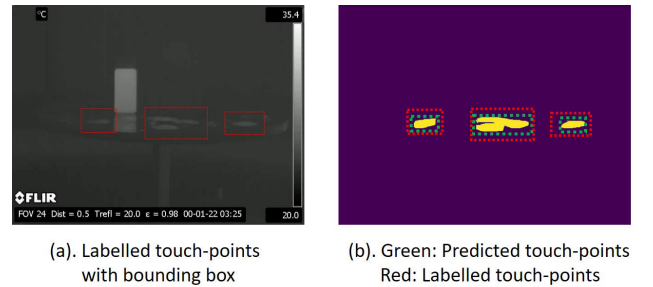 °C
35.4
FLIR
FOV 24 Dist = 0.5 Trefl = 20.0 ε = 0.98 00-01-22 03:25
20.0
(a). Labelled touch-points
with bounding box
(b). Green: Predicted touch-points
Red: Labelled touch-points